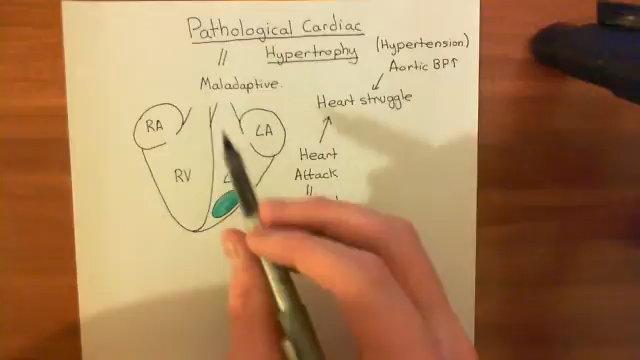 Pathological Cardiac
Hypertrophy
||
Maladaptive.
(Hypertension)
Aortic BP↑
Heart struggle
RA
LA
RV
Heart
Attack
||